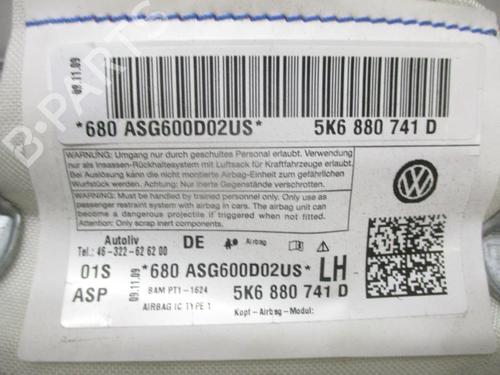 09.11.09
*680 ASG600D02US* 5K6 880 741 D
WARNUNG: Umgang nur durch geschultes Personal erlaubt. Verwendung
nur als Insassen-Rückhaltesystem mit Luftsack für Kraftfahrzeuge erlaubt.
Bei Auslösung kann die nicht montierte Airbag-Einheit zum gefährlichen
Wurfstück werden. Achtung: Nur inerte Gegenstände verschrotten.
WARNING: Must be handled by trained personnel only. Use only as
passenger restraint system with airbag in cars. The airbag unit can
become a dangerous projectile if triggered when not fitted.
Attention: Only scrap inert components.
Autoliv DE Airbag
Tel.: 46-322-62 62 00
01S *680 ASG600D02US* LH
ASP 09.11.09 BAM PT1-1624 5K6 880 741 D
AIRBAG IC TYPE 1 Kopf-Airbag-Modul:
B-PARTS